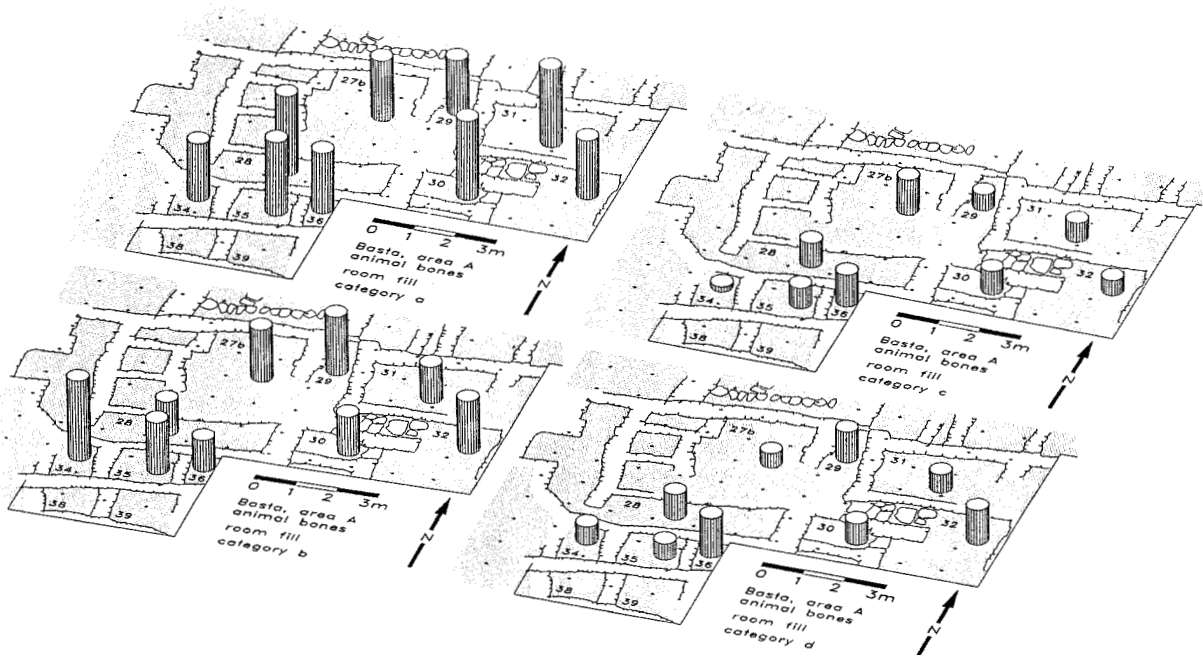 27b
29
31
28
30
32
34
35
36
38
39
0 1 2 3m
Basta, area A
animal bones
room fill
category a
N
27b
29
31
28
30
32
34
35
36
38
39
0 1 2 3m
Basta, area A
animal bones
room fill
category c
N
27b
29
31
28
30
32
34
35
36
38
39
0 1 2 3m
Basta, area A
animal bones
room fill
category b
N
27b
29
31
28
30
32
34
35
36
38
39
0 1 2 3m
Basta, area A
animal bones
room fill
category d
N